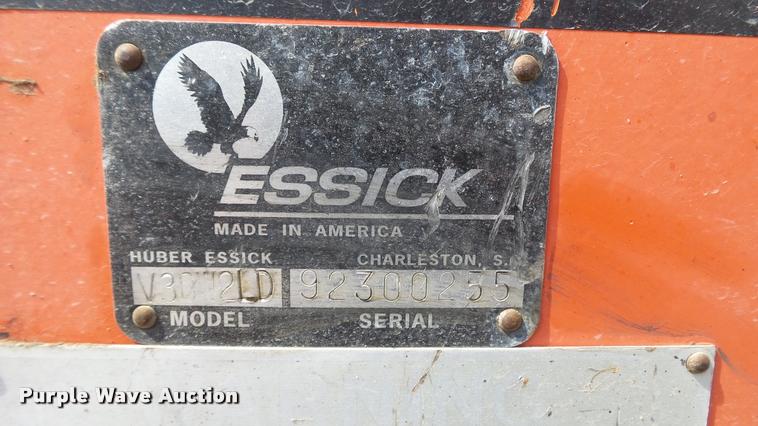 ESSICK
MADE IN AMERICA
HUBER ESSICK CHARLESTON, S.
92300255
MODEL SERIAL
Purple Wave Auction